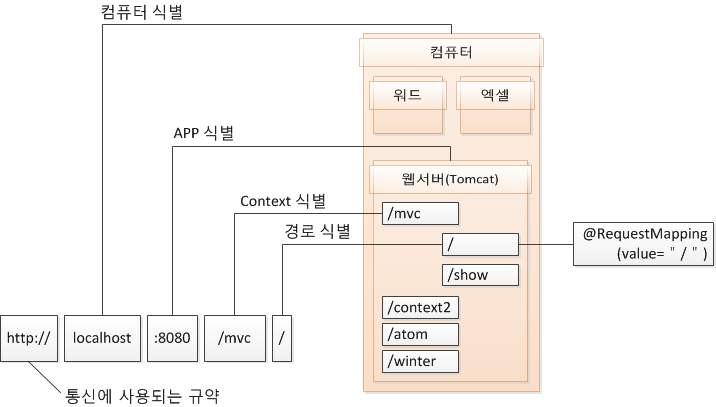 컴퓨터 식별
컴퓨터
워드
엑셀
APP 식별
웹서버(Tomcat)
Context 식별
/mvc
경로 식별
/
@RequestMapping
(value= " / " )
/show
/context2
/atom
/winter
http://
localhost
:8080
/mvc
/
통신에 사용되는 규약